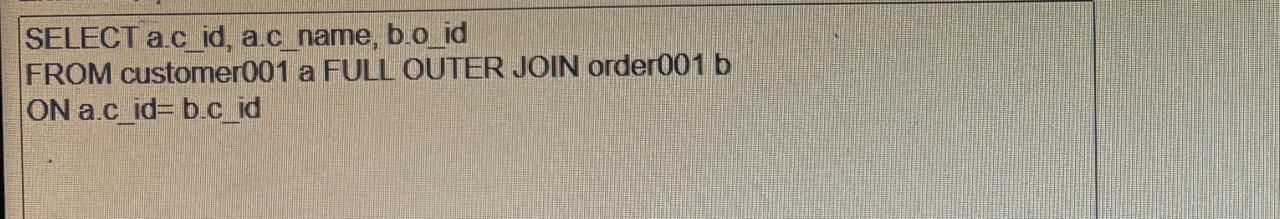 SELECT a.c_id, a.c_name, b.o_id
FROM customer001 a FULL OUTER JOIN order001 b
ON a.c_id= b.c_id